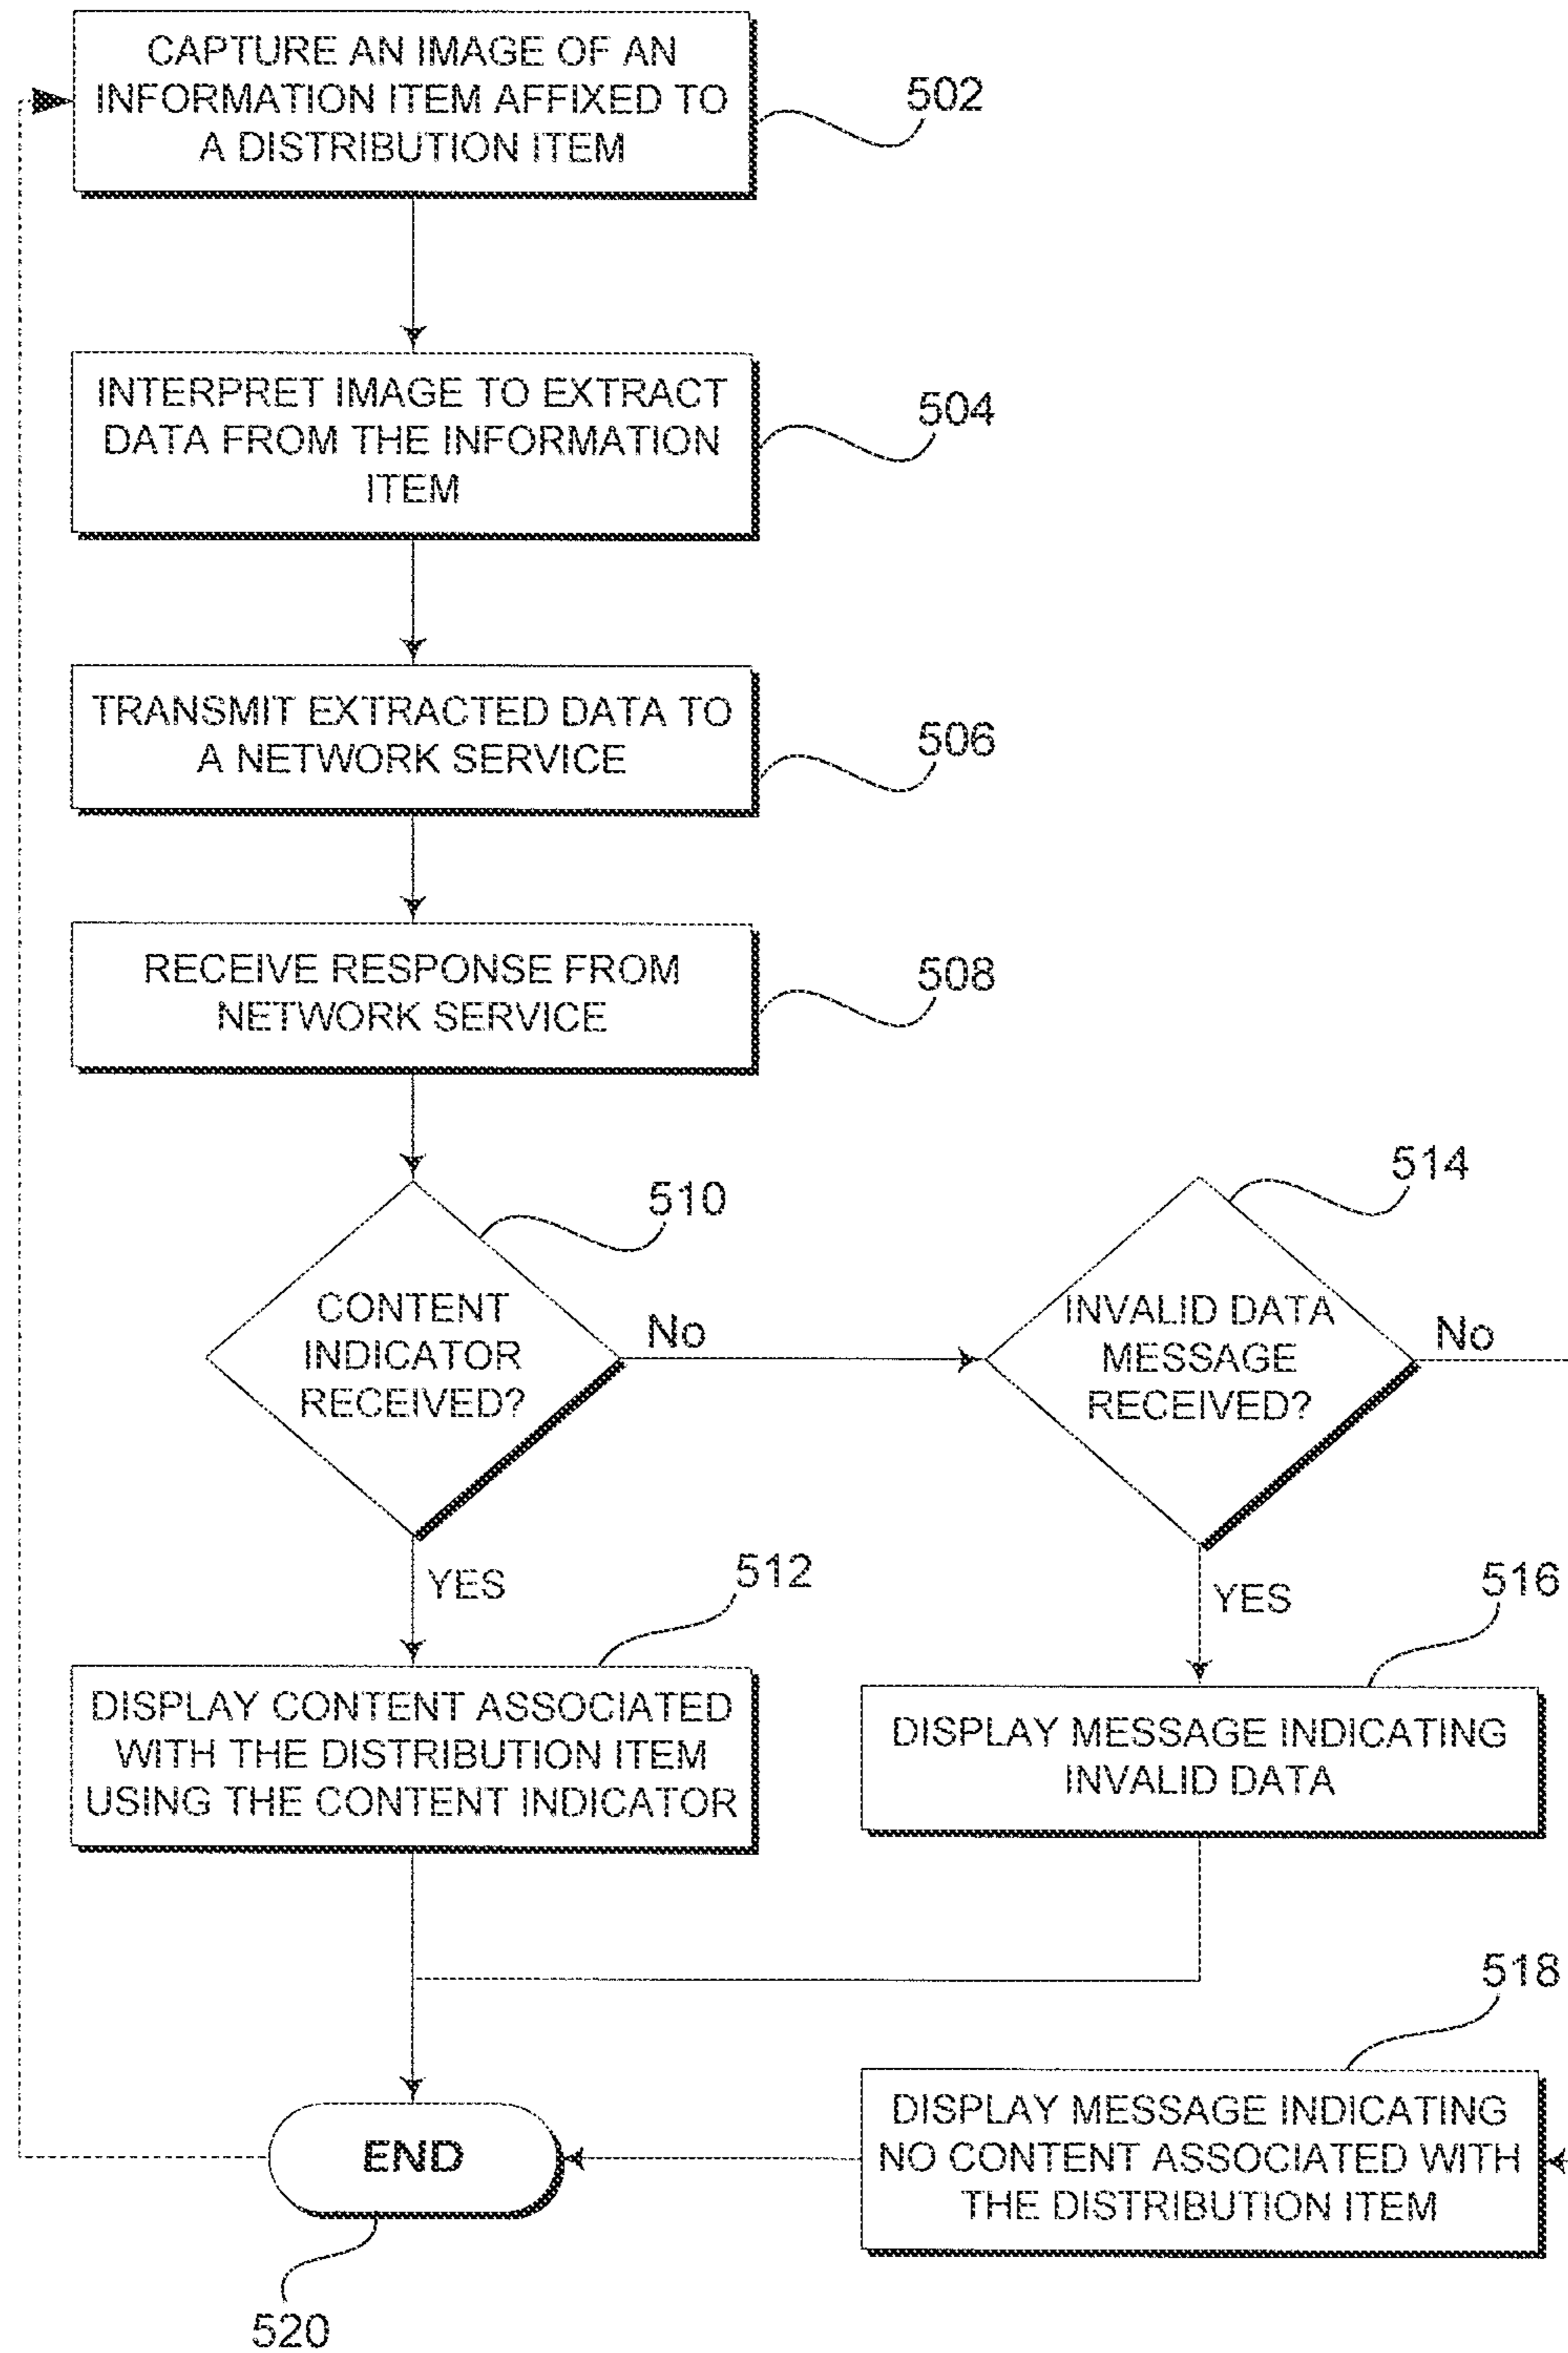 CAPTURE AN IMAGE OF AN
INFORMATION ITEM AFFIXED TO
A DISTRIBUTION ITEM
502
INTERPRET IMAGE TO EXTRACT
DATA FROM THE INFORMATION
ITEM
504
TRANSMIT EXTRACTED DATA TO
A NETWORK SERVICE
506
RECEIVE RESPONSE FROM
NETWORK SERVICE
508
510
CONTENT
INDICATOR
RECEIVED?
No
YES
514
INVALID DATA
MESSAGE
RECEIVED?
No
YES
512
DISPLAY CONTENT ASSOCIATED
WITH THE DISTRIBUTION ITEM
USING THE CONTENT INDICATOR
516
DISPLAY MESSAGE INDICATING
INVALID DATA
518
DISPLAY MESSAGE INDICATING
NO CONTENT ASSOCIATED WITH
THE DISTRIBUTION ITEM
END
520